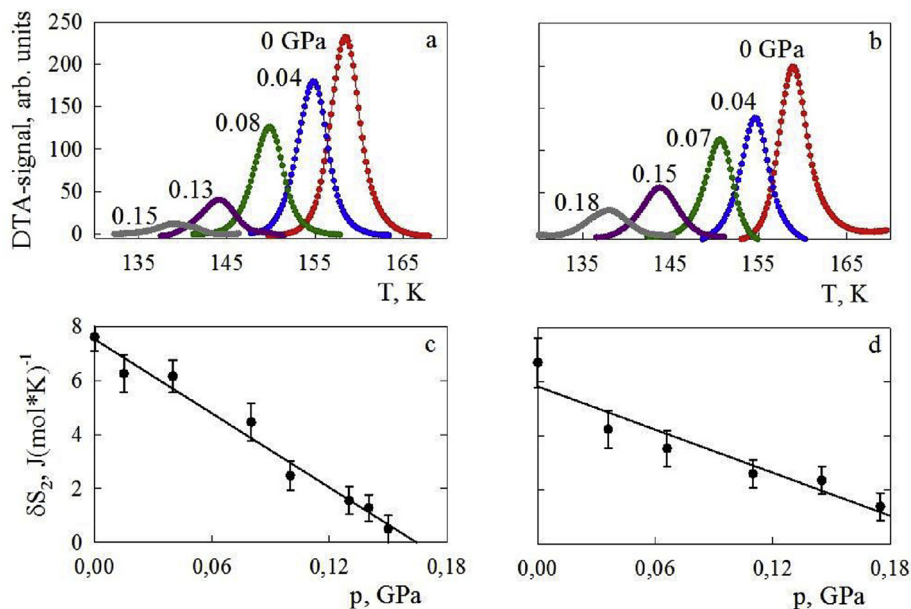 DTA-signal, arb. units
250
200
150
100
50
0
a
0 GPa
0.04
0.08
0.13
0.15
135 145 155 165
T, K
b
0 GPa
0.04
0.07
0.15
0.18
135 145 155 165
T, K
δS₂, J(mol*K)⁻¹
8
6
4
2
0
c
0,00 0,06 0,12 0,18
p, GPa
d
0,00 0,06 0,12 0,18
p, GPa